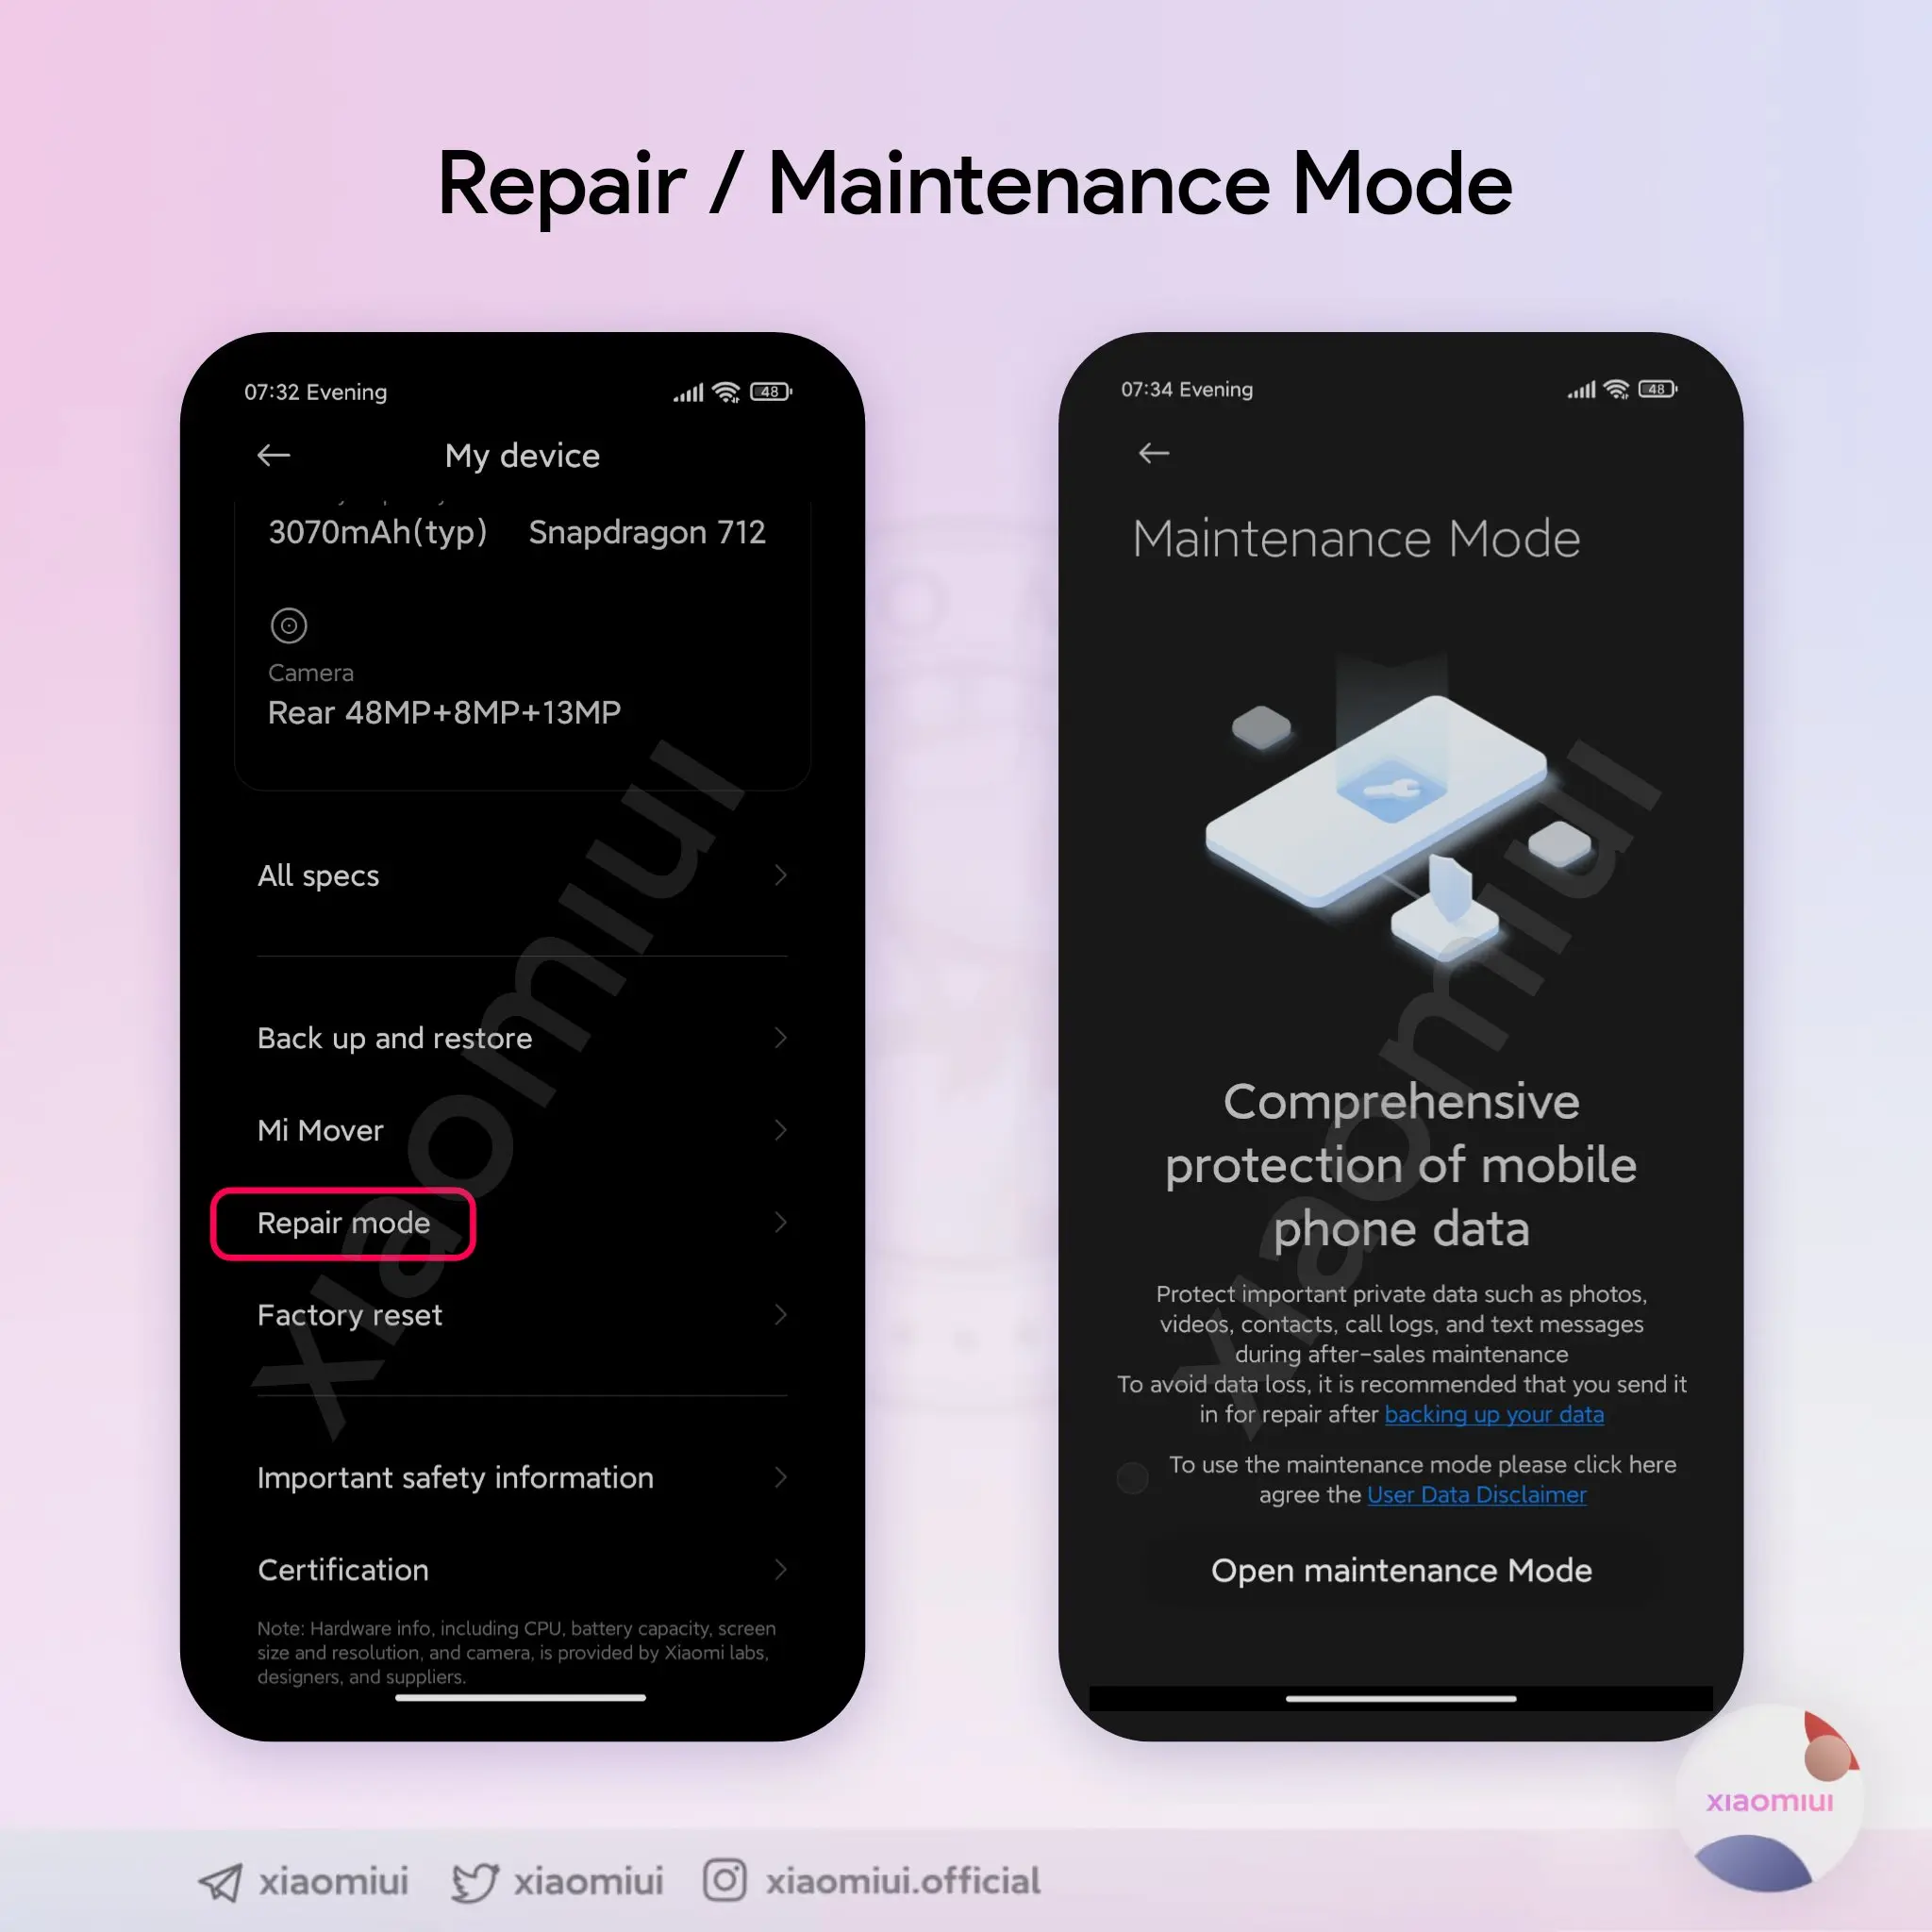 Repair / Maintenance Mode
07:32 Evening
48
My device
3070mAh(typ) Snapdragon 712
Camera
Rear 48MP+8MP+13MP
All specs
Back up and restore
Mi Mover
Repair mode
Factory reset
Important safety information
Certification
Note: Hardware info, including CPU, battery capacity, screen
size and resolution, and camera, is provided by Xiaomi labs,
designers, and suppliers.
xiaomiui
07:34 Evening
48
Maintenance Mode
Comprehensive
protection of mobile
phone data
Protect important private data such as photos,
videos, contacts, call logs, and text messages
during after-sales maintenance
To avoid data loss, it is recommended that you send it
in for repair after backing up your data
To use the maintenance mode please click here
agree the User Data Disclaimer
Open maintenance Mode
xiaomiui
xiaomiui
xiaomiui xiaomiui xiaomiui.official